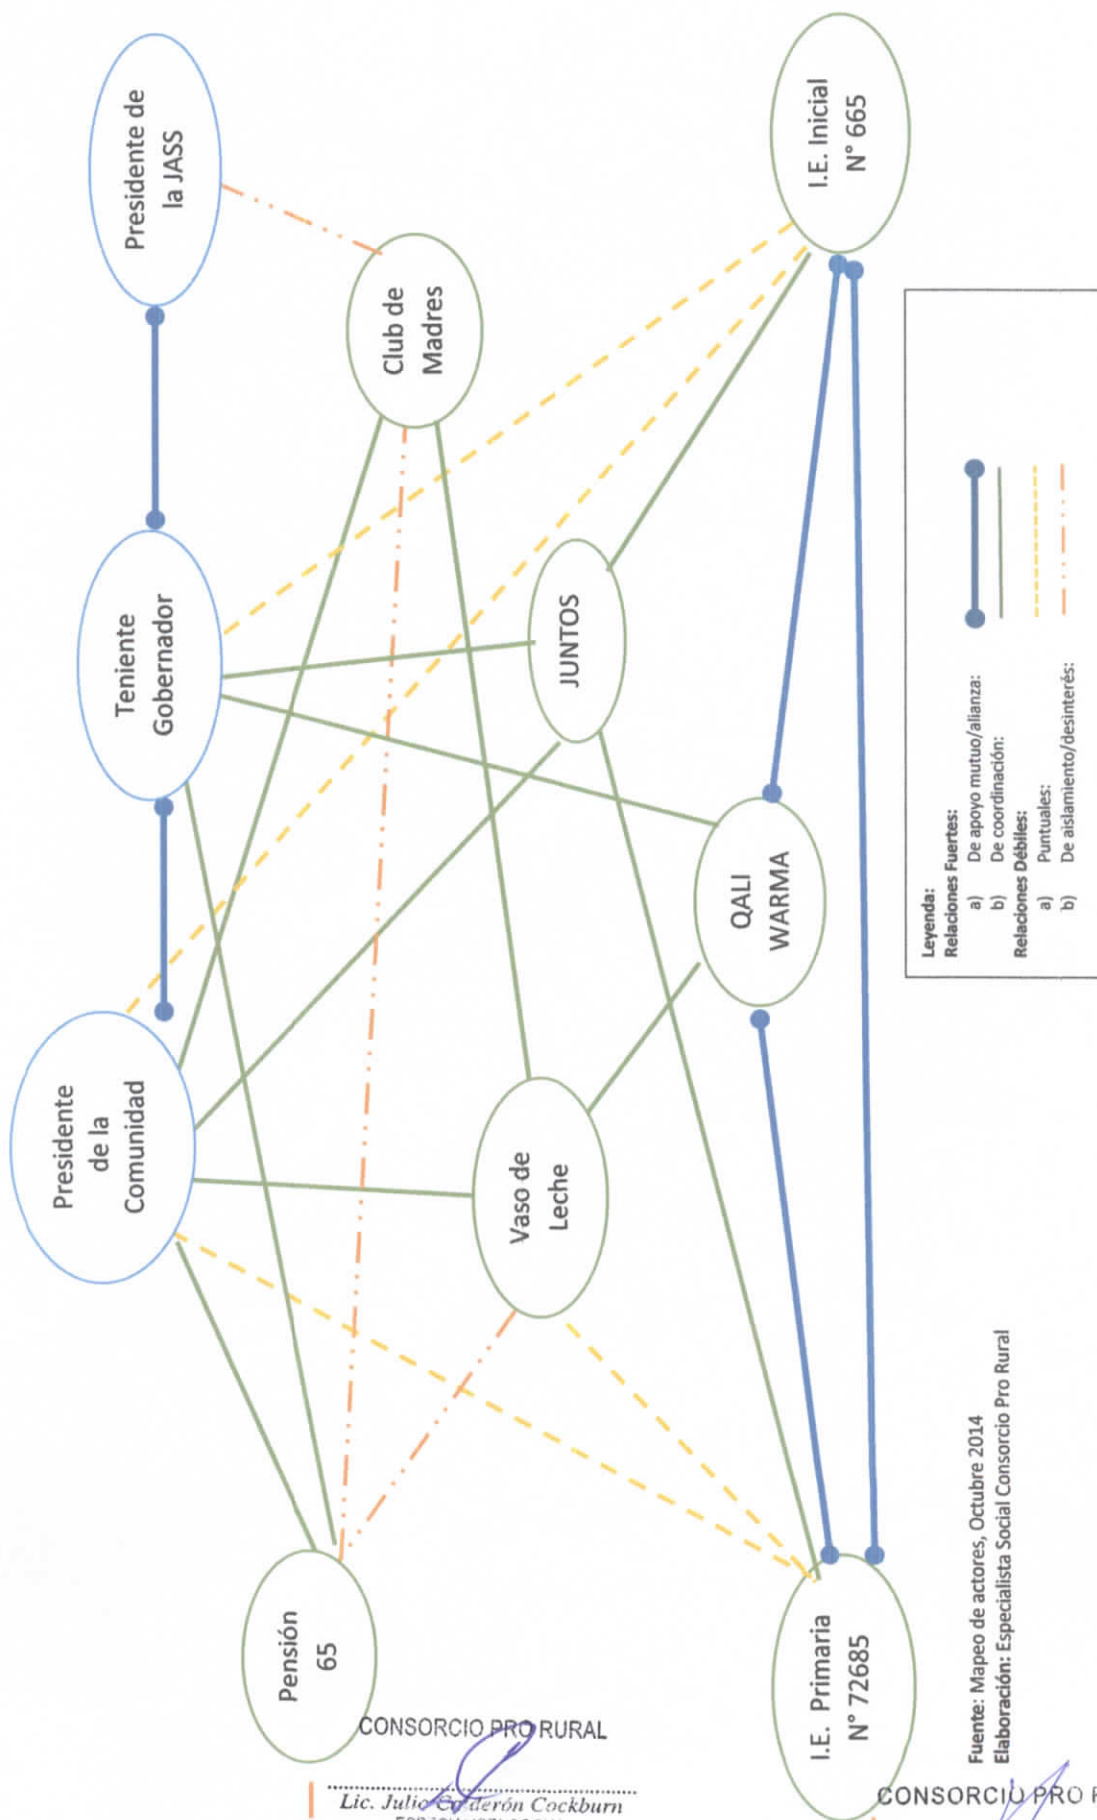 Presidente
de la
Comunidad
Teniente
Gobernador
Presidente de
la JASS
Pensión
65
Club de
Madres
Vaso de
Leche
JUNTOS
QALI
WARMA
I.E. Primaria
N° 72685
I.E. Inicial
N° 665
Leyenda:
Relaciones Fuertes:
a) De apoyo mutuo/alianza:
b) De coordinación:
Relaciones Débiles:
a) Puntuales:
b) De aislamiento/desinterés:
Fuente: Mapeo de actores, Octubre 2014
Elaboración: Especialista Social Consorcio Pro Rural
CONSORCIO PRO RURAL
Lic. Julio Calderón Cockburn
CONSORCIO PRO R